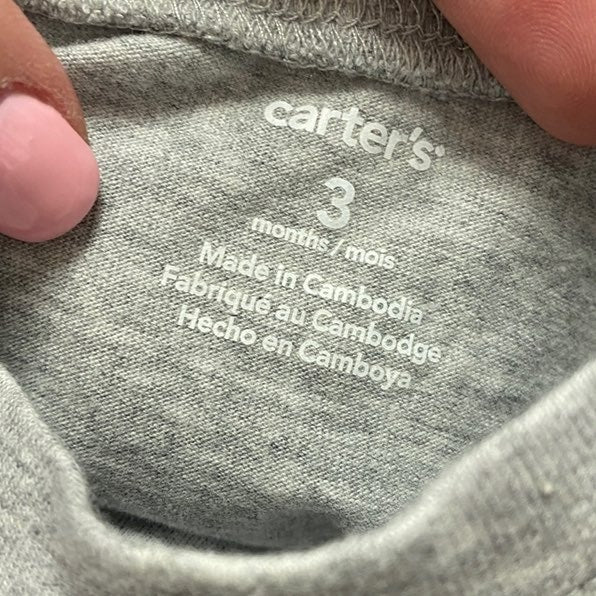 carter's
3
months / mois
Made in Cambodia
Fabriqué au Cambodge
Hecho en Camboya